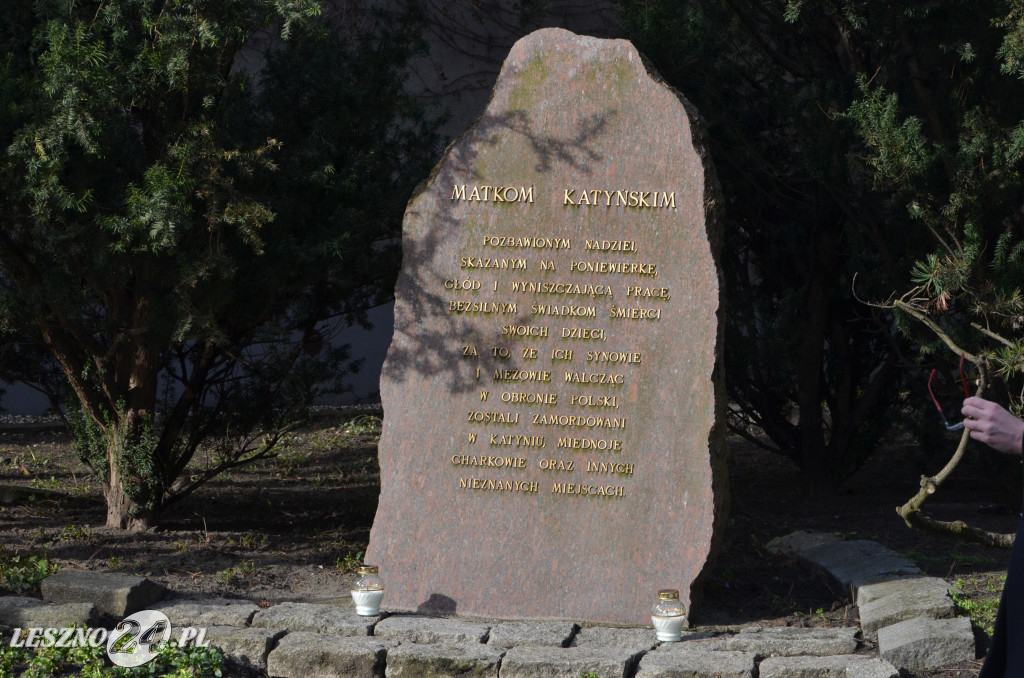 MATKOM KATYŃSKIM
POZBAWIONYM NADZIEI,
SKAZANYM NA PONIEWIERKĘ,
GŁÓD I WYNISZCZAJĄCĄ PRACĘ,
BEZSILNYM ŚWIADKOM ŚMIERCI
SWOICH DZIECI,
ZA TO, ŻE ICH SYNOWIE
I MĘŻOWIE WALCZĄC
W OBRONIE POLSKI,
ZOSTALI ZAMORDOWANI
W KATYNIU, MIEDNOJE
CHARKOWIE ORAZ INNYCH
NIEZNANYCH MIEJSCACH.
LESZNO24.PL